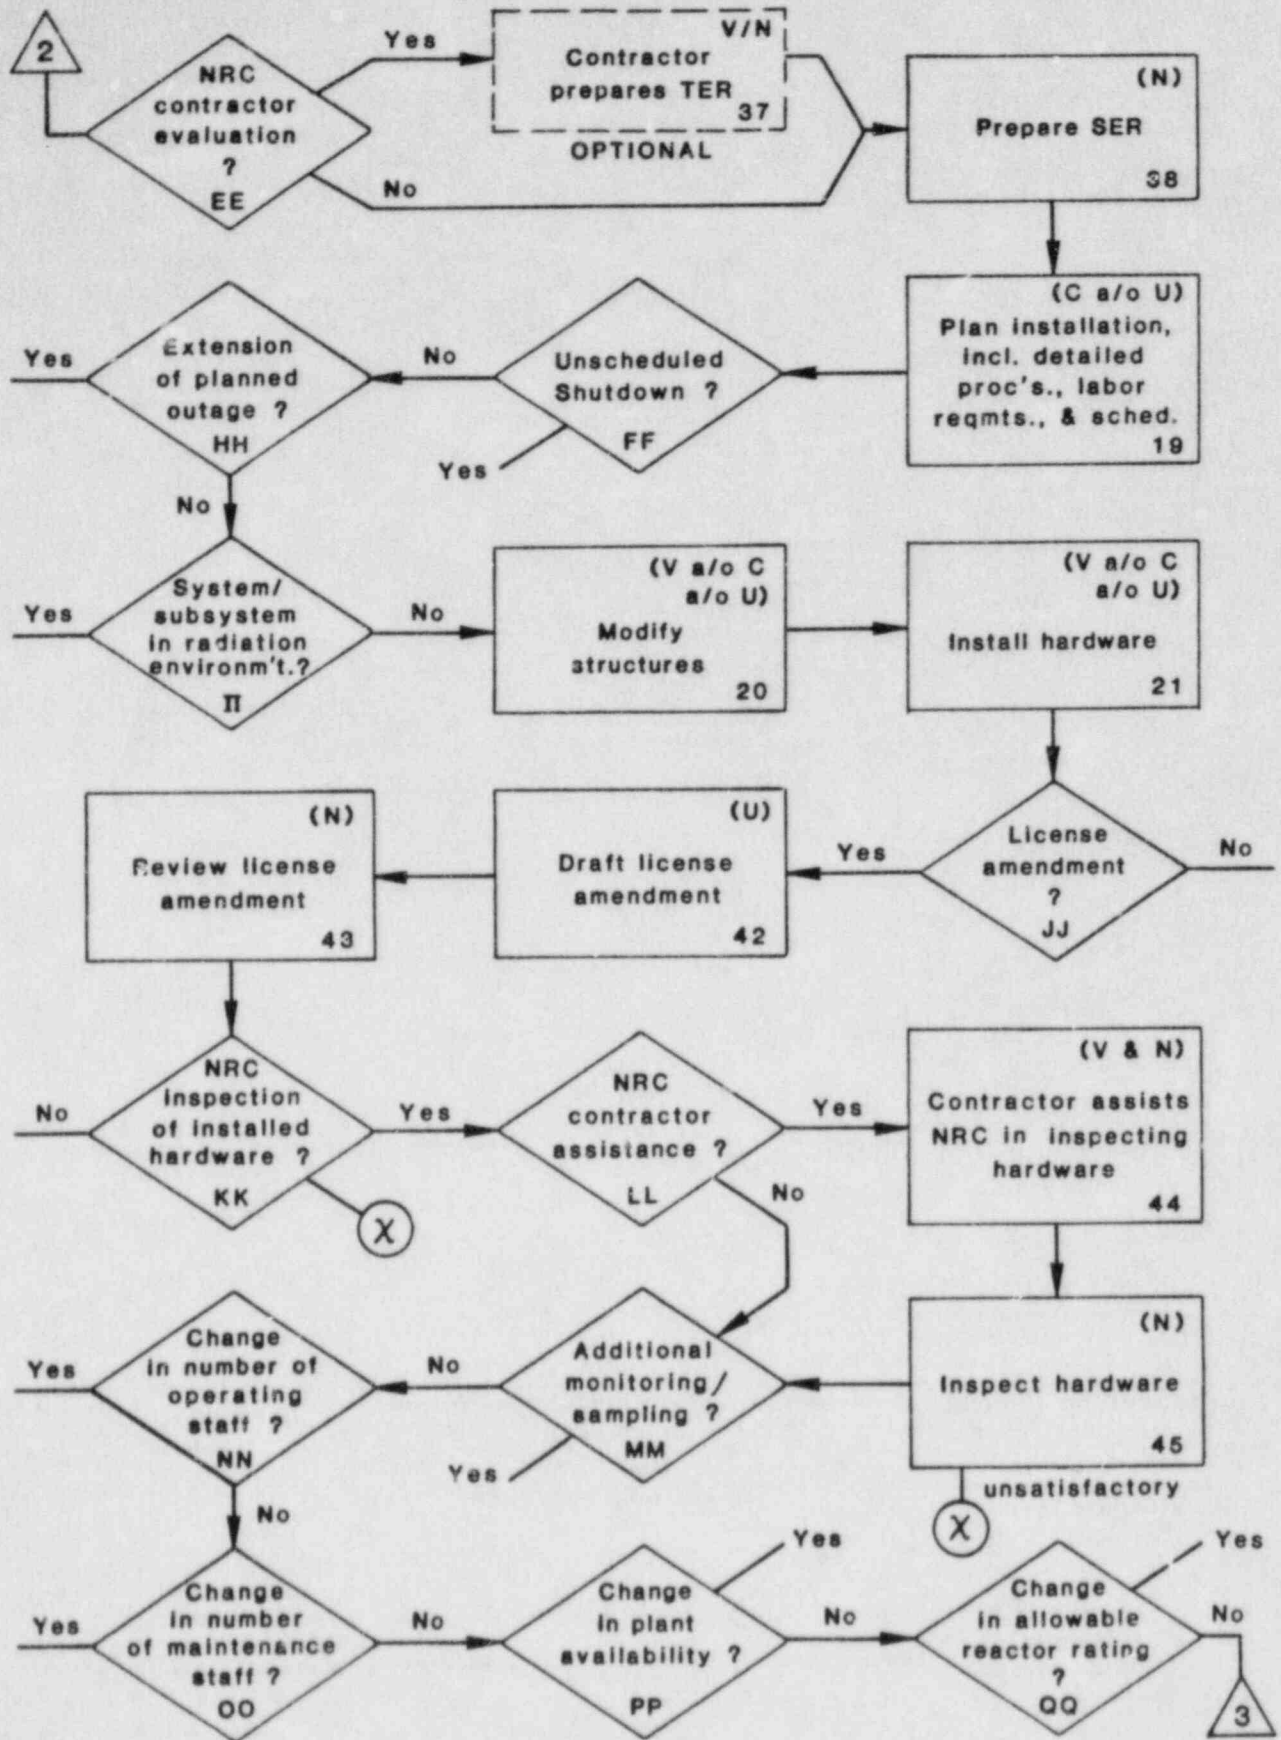 2
NRC
contractor
evaluation
?
EE
Yes
No
V/N
Contractor
prepares TER
37
OPTIONAL
(N)
Prepare SER
38
Yes
Extension
of planned
outage ?
HH
No
No
Unscheduled
Shutdown ?
FF
Yes
(C a/o U)
Plan installation,
incl. detailed
proc's., labor
reqmts., & sched.
19
Yes
System/
subsystem
in radiation
environm't.?
II
No
(V a/o C
a/o U)
Modify
structures
20
(V a/o C
a/o U)
Install hardware
21
(N)
Review license
amendment
43
(U)
Draft license
amendment
42
Yes
License
amendment
?
JJ
No
No
NRC
inspection
of installed
hardware ?
KK
Yes
X
NRC
contractor
assistance ?
LL
Yes
No
(V & N)
Contractor assists
NRC in inspecting
hardware
44
Yes
Change
in number of
operating
staff ?
NN
No
No
Additional
monitoring/
sampling ?
MM
Yes
(N)
Inspect hardware
45
unsatisfactory
X
Yes
Change
in number
of maintenance
staff ?
OO
No
Change
in plant
availability ?
PP
Yes
No
Change
in allowable
reactor rating
?
QQ
Yes
No
3